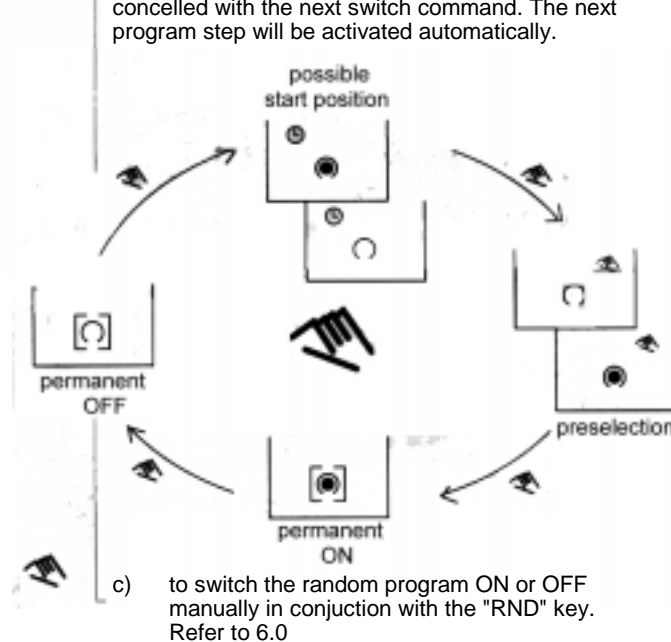 concelled with the next switch command. The next
program step will be activated automatically.
possible
start position
permanent
OFF
preselection
permanent
ON
c) to switch the random program ON or OFF
manually in conjuction with the "RND" key.
Refer to 6.0